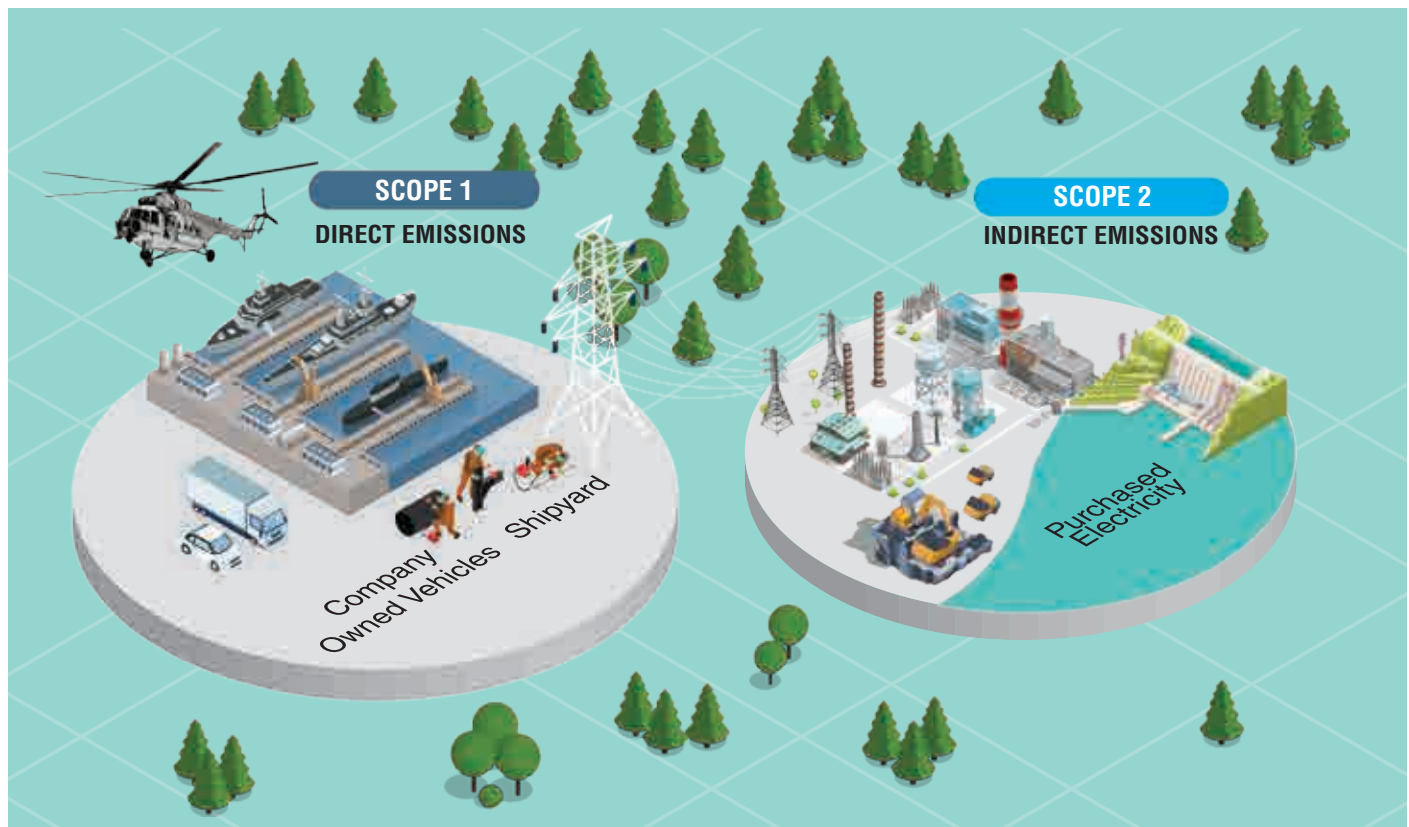 SCOPE 1
DIRECT EMISSIONS
SCOPE 2
INDIRECT EMISSIONS
Company
Owned Vehicles
Shipyard
Purchased
Electricity